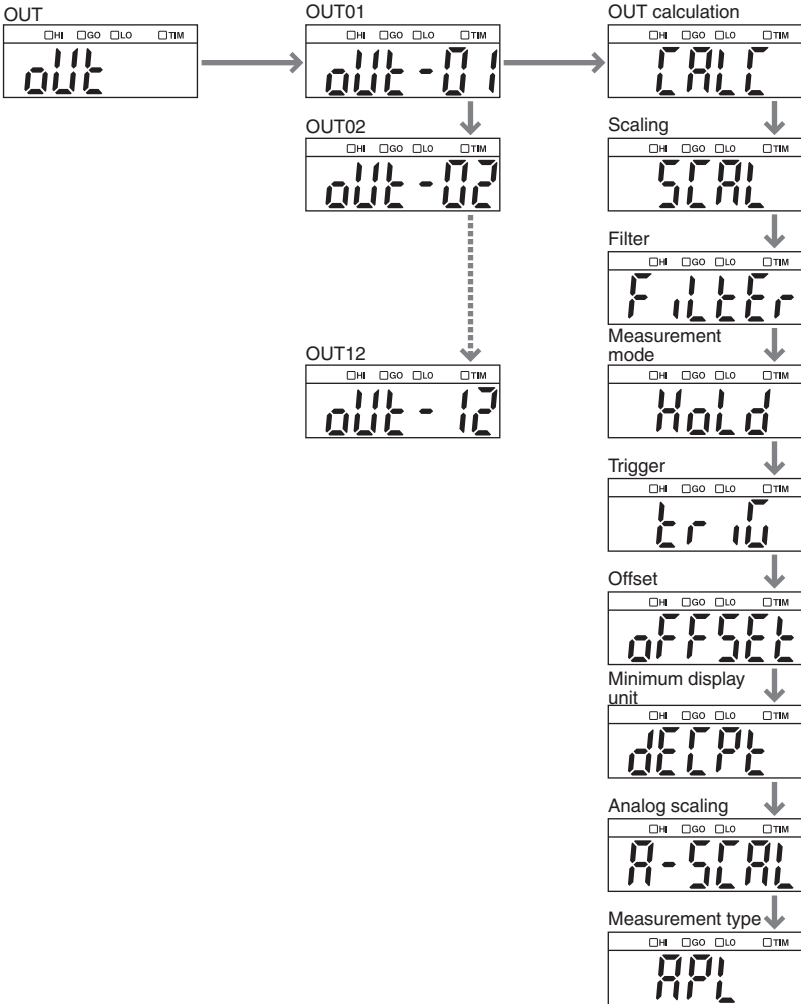 OUT
HI GO LO TIM
oUt
OUT01
HI GO LO TIM
oUt-01
OUT02
HI GO LO TIM
oUt-02
OUT12
HI GO LO TIM
oUt-12
OUT calculation
HI GO LO TIM
CALC
Scaling
HI GO LO TIM
SCAL
Filter
HI GO LO TIM
FiLtEr
Measurement
mode
HI GO LO TIM
HoLd
Trigger
HI GO LO TIM
triG
Offset
HI GO LO TIM
oFFSEt
Minimum display
unit
HI GO LO TIM
dECPt
Analog scaling
HI GO LO TIM
A-SCAL
Measurement type
HI GO LO TIM
APL